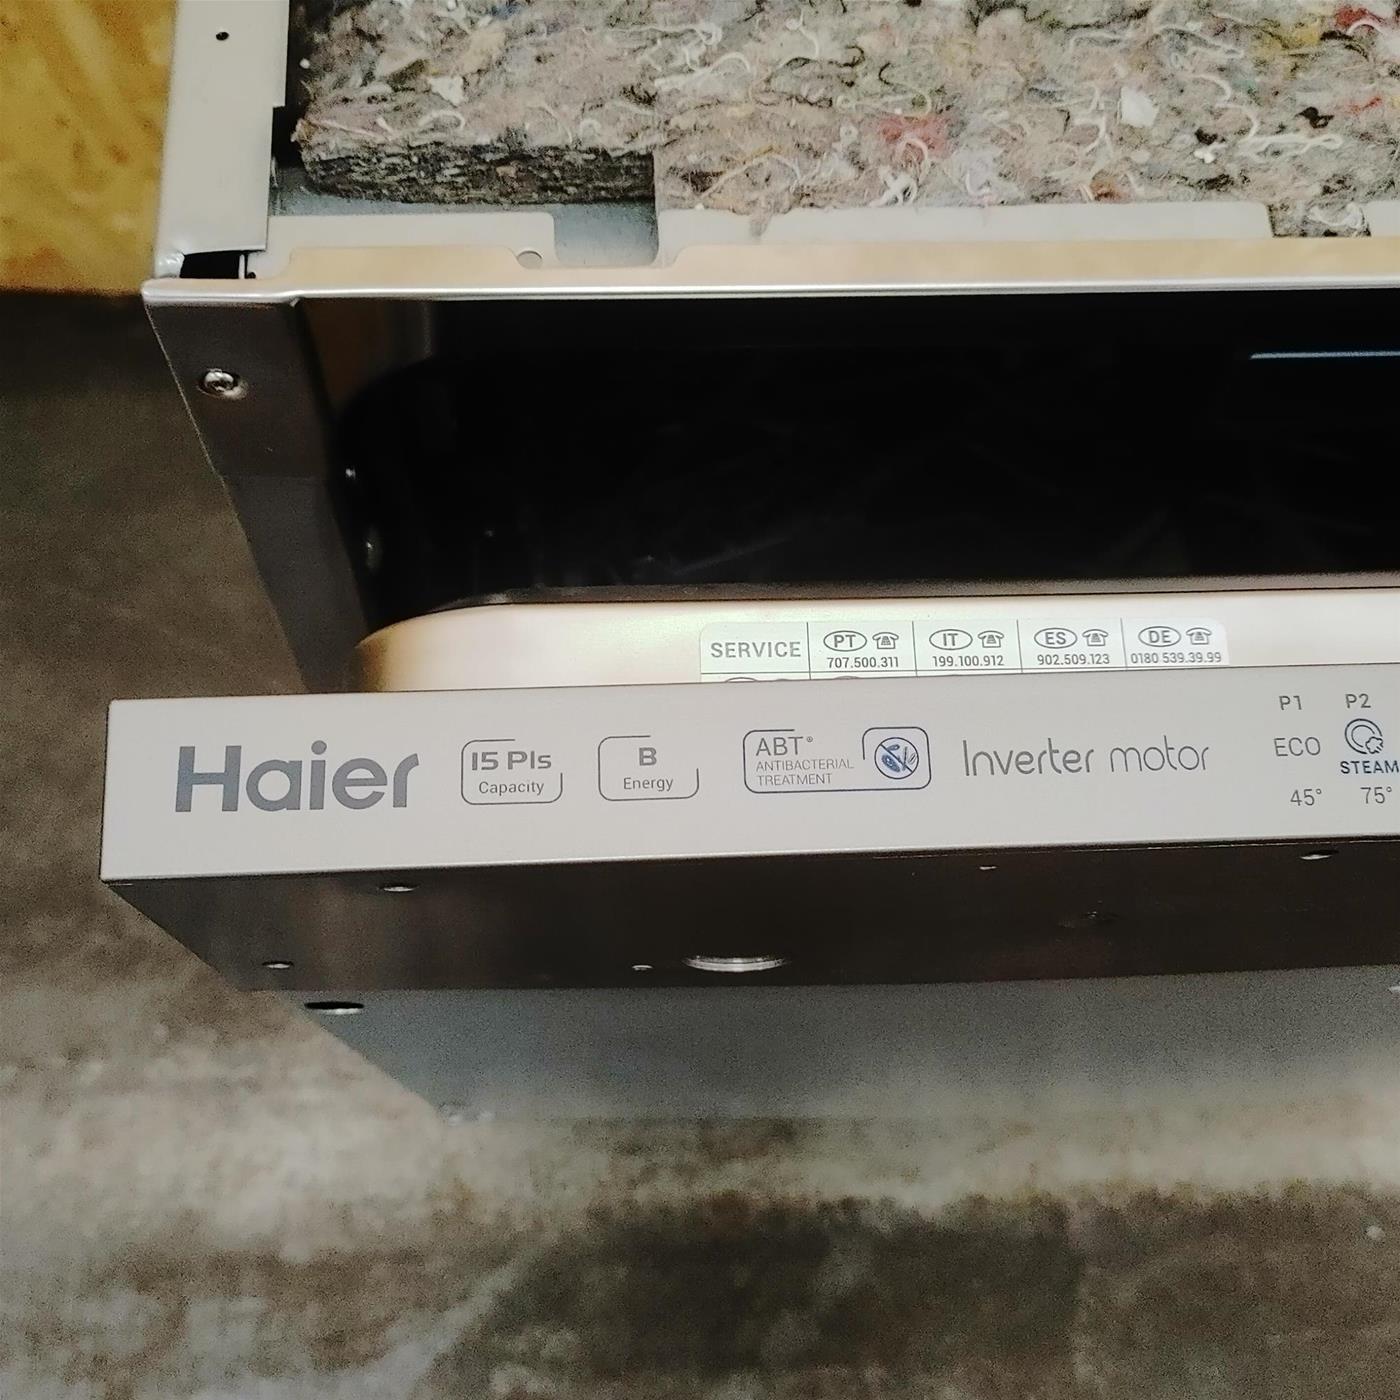 SERVICE PT IT ES DE
707.500.311 199.100.912 902.509.123 0180 539.39.99
P1 P2
Haier 15 Pls B ABT® Inverter motor ECO STEAM
Capacity Energy ANTIBACTERIAL
TREATMENT
45° 75°